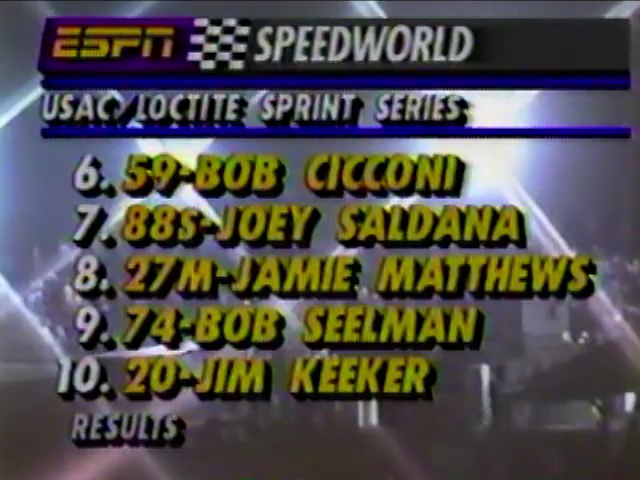 ESPN SPEEDWORLD
USAC/LOCTITE SPRINT SERIES
6. 59-BOB CICCONI
7. 88S-JOEY SALDANA
8. 27M-JAMIE MATTHEWS
9. 74-BOB SEELMAN
10. 20-JIM KEEKER
RESULTS